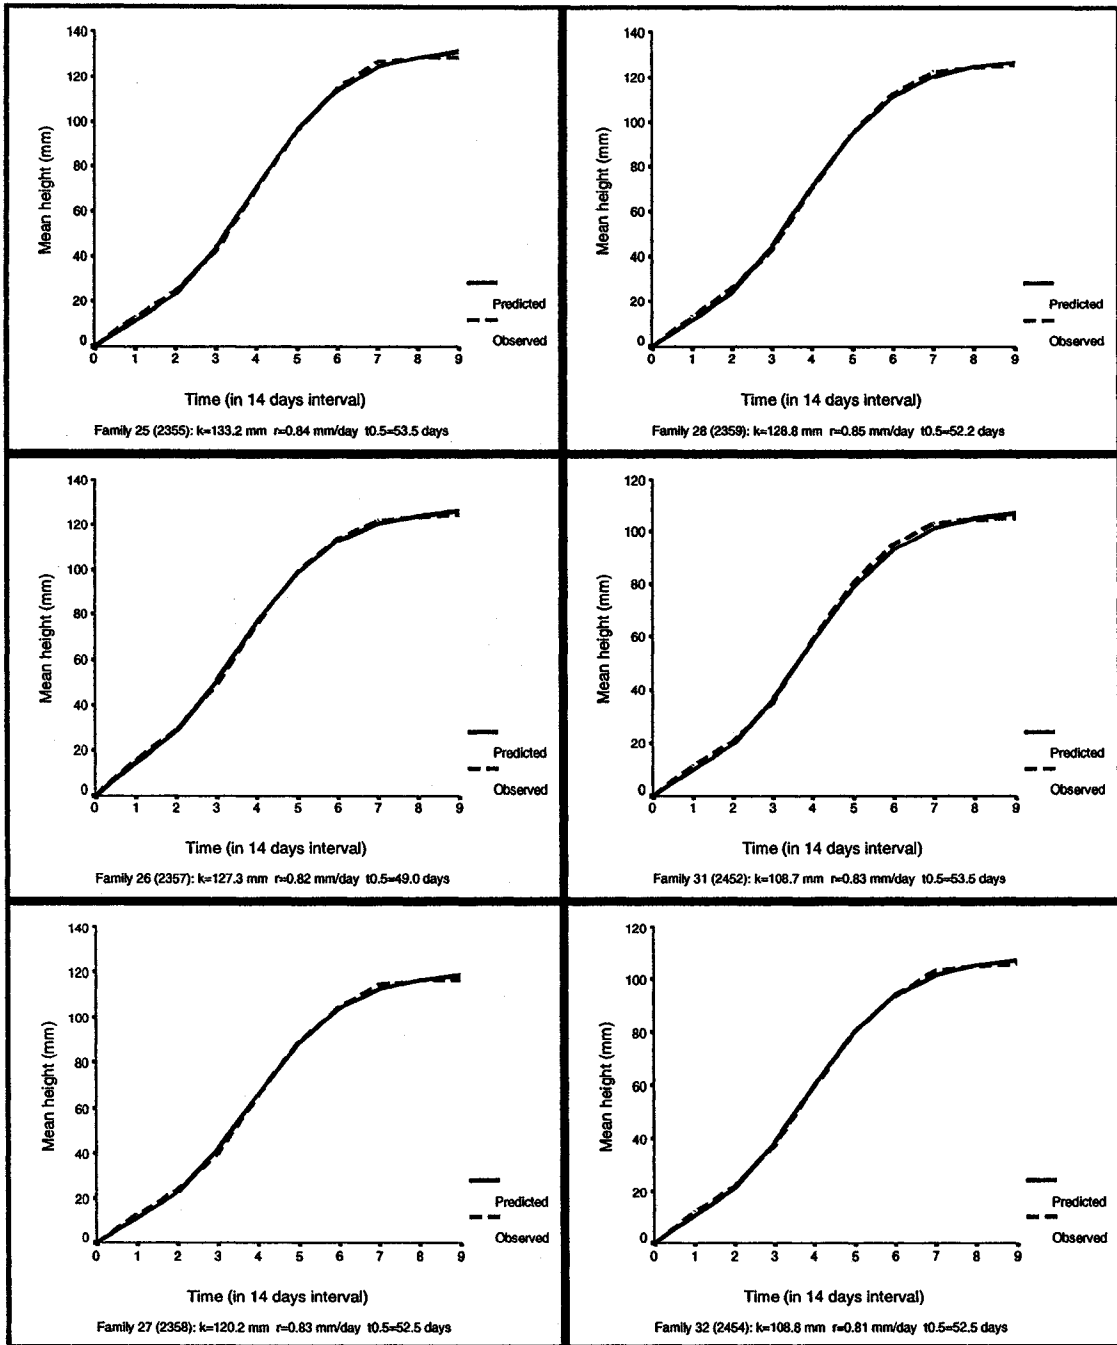 140
120
100
80
60
40
20
0
Mean height (mm)
Predicted
Observed
0 1 2 3 4 5 6 7 8 9
Time (in 14 days interval)
Family 25 (2355): k=133.2 mm r=0.84 mm/day t0.5=53.5 days
140
120
100
80
60
40
20
0
Mean height (mm)
Predicted
Observed
0 1 2 3 4 5 6 7 8 9
Time (in 14 days interval)
Family 28 (2359): k=128.8 mm r=0.85 mm/day t0.5=52.2 days
140
120
100
80
60
40
20
0
Mean height (mm)
Predicted
Observed
0 1 2 3 4 5 6 7 8 9
Time (in 14 days interval)
Family 26 (2357): k=127.3 mm r=0.82 mm/day t0.5=49.0 days
120
100
80
60
40
20
0
Mean height (mm)
Predicted
Observed
0 1 2 3 4 5 6 7 8 9
Time (in 14 days interval)
Family 31 (2452): k=108.7 mm r=0.83 mm/day t0.5=53.5 days
140
120
100
80
60
40
20
0
Mean height (mm)
Predicted
Observed
0 1 2 3 4 5 6 7 8 9
Time (in 14 days interval)
Family 27 (2358): k=120.2 mm r=0.83 mm/day t0.5=52.5 days
120
100
80
60
40
20
0
Mean height (mm)
Predicted
Observed
0 1 2 3 4 5 6 7 8 9
Time (in 14 days interval)
Family 32 (2454): k=108.8 mm r=0.81 mm/day t0.5=52.5 days